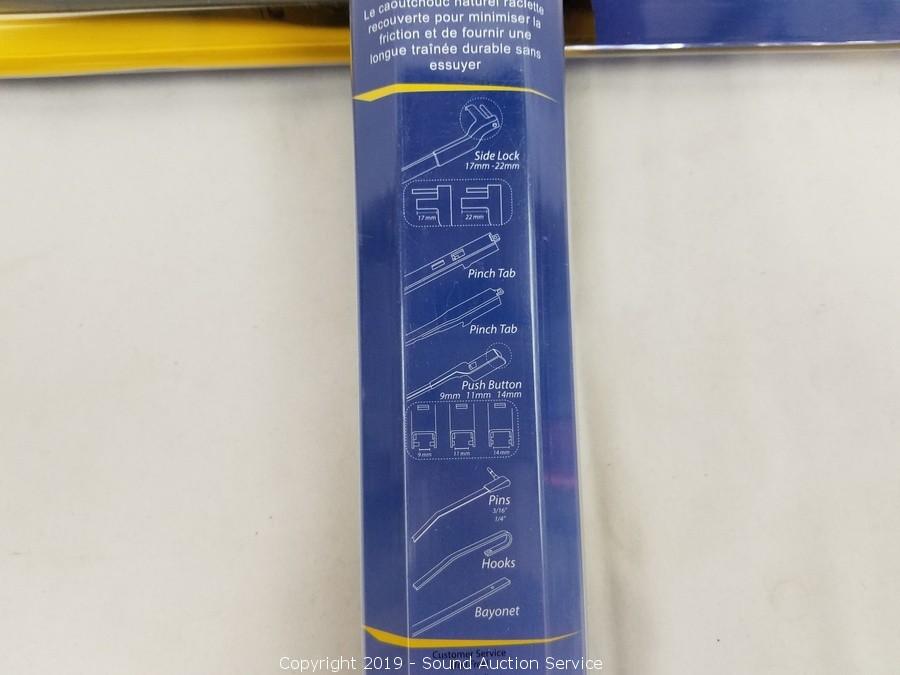 Le caoutchouc naturel raclette
recouverte pour minimiser la
friction et de fournir une
longue traînée durable sans
essuyer
Side Lock
17mm -22mm
17 mm 22 mm
Pinch Tab
Pinch Tab
Push Button
9mm 11mm 14mm
9 mm 11 mm 14 mm
Pins
3/16"
1/4"
Hooks
Bayonet
Customer Service
Copyright 2019 - Sound Auction Service